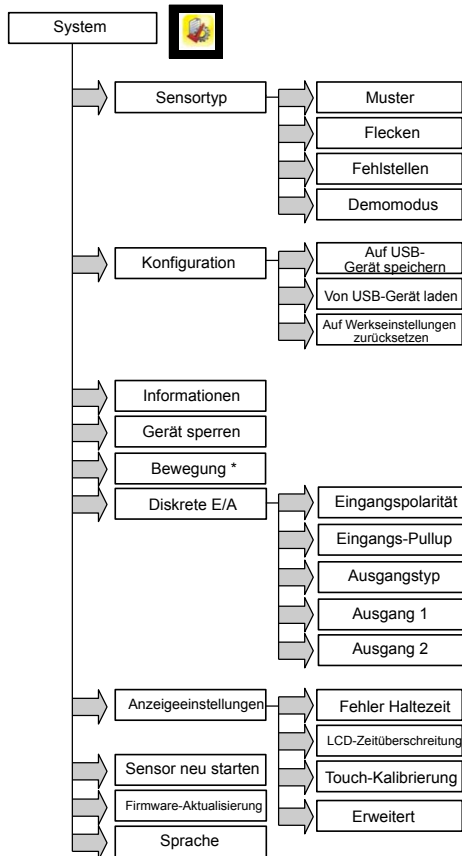 System
Sensortyp
Muster
Flecken
Fehlstellen
Demomodus
Konfiguration
Auf USB-
Gerät speichern
Von USB-Gerät laden
Auf Werkseinstellungen
zurücksetzen
Informationen
Gerät sperren
Bewegung *
Diskrete E/A
Eingangspolarität
Eingangs-Pullup
Ausgangstyp
Ausgang 1
Ausgang 2
Anzeigeeinstellungen
Fehler Haltezeit
LCD-Zeitüberschreitung
Touch-Kalibrierung
Erweitert
Sensor neu starten
Firmware-Aktualisierung
Sprache